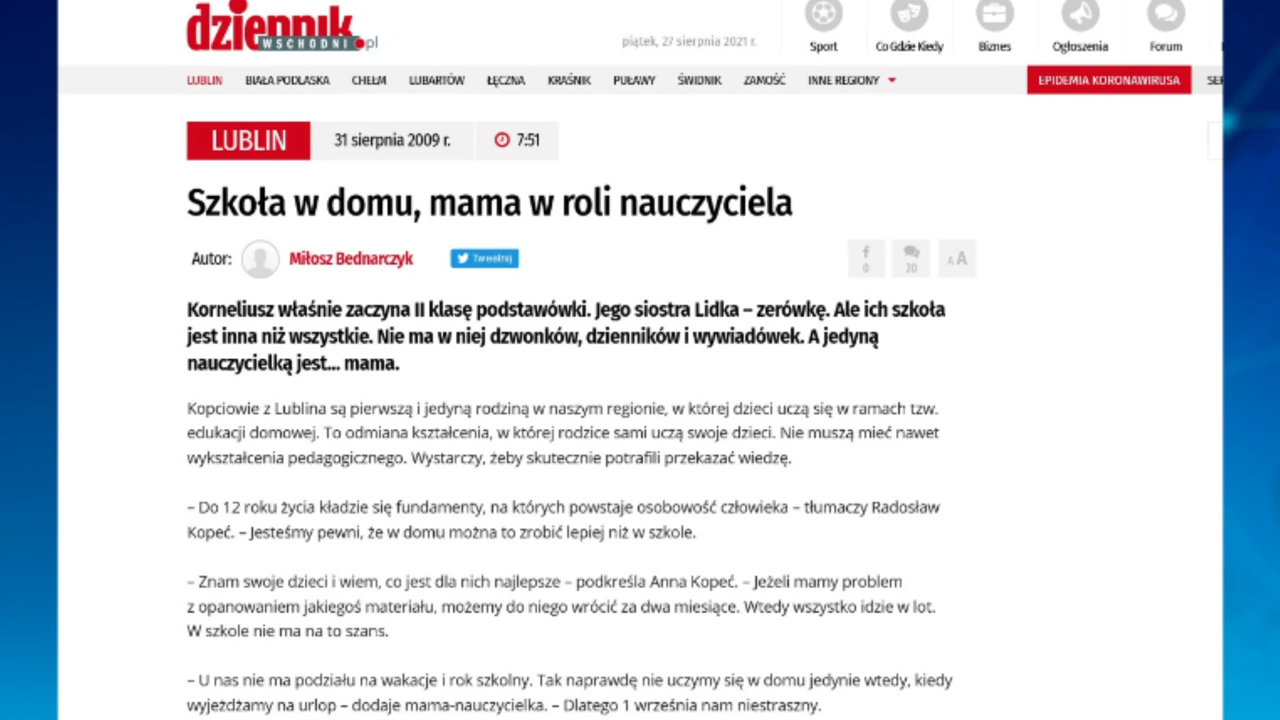 dziennik
WSCHODNI.pl
piątek, 27 sierpnia 2021 r.
Sport
Co Gdzie Kiedy
Biznes
Ogłoszenia
Forum
LUBLIN BIAŁA PODLASKA CHEŁM LUBARTÓW ŁĘCZNA KRAŚNIK PUŁAWY ŚWIDNIK ZAMOŚĆ INNE REGIONY EPIDEMIA KORONAWIRUSA
LUBLIN 31 sierpnia 2009 r. 7:51
Szkoła w domu, mama w roli nauczyciela
Autor: Miłosz Bednarczyk Tweetnij
0 20 A A
Korneliusz właśnie zaczyna II klasę podstawówki. Jego siostra Lidka – zerówkę. Ale ich szkoła
jest inna niż wszystkie. Nie ma w niej dzwonków, dzienników i wywiadówek. A jedyną
nauczycielką jest... mama.
Kopciowie z Lublina są pierwszą i jedyną rodziną w naszym regionie, w której dzieci uczą się w ramach tzw.
edukacji domowej. To odmiana kształcenia, w której rodzice sami uczą swoje dzieci. Nie muszą mieć nawet
wykształcenia pedagogicznego. Wystarczy, żeby skutecznie potrafili przekazać wiedzę.
– Do 12 roku życia kładzie się fundamenty, na których powstaje osobowość człowieka – tłumaczy Radosław
Kopeć. – Jesteśmy pewni, że w domu można to zrobić lepiej niż w szkole.
– Znam swoje dzieci i wiem, co jest dla nich najlepsze – podkreśla Anna Kopeć. – Jeżeli mamy problem
z opanowaniem jakiegoś materiału, możemy do niego wrócić za dwa miesiące. Wtedy wszystko idzie w lot.
W szkole nie ma na to szans.
– U nas nie ma podziału na wakacje i rok szkolny. Tak naprawdę nie uczymy się w domu jedynie wtedy, kiedy
wyjeżdżamy na urlop – dodaje mama-nauczycielka. – Dlatego 1 września nam niestraszny.